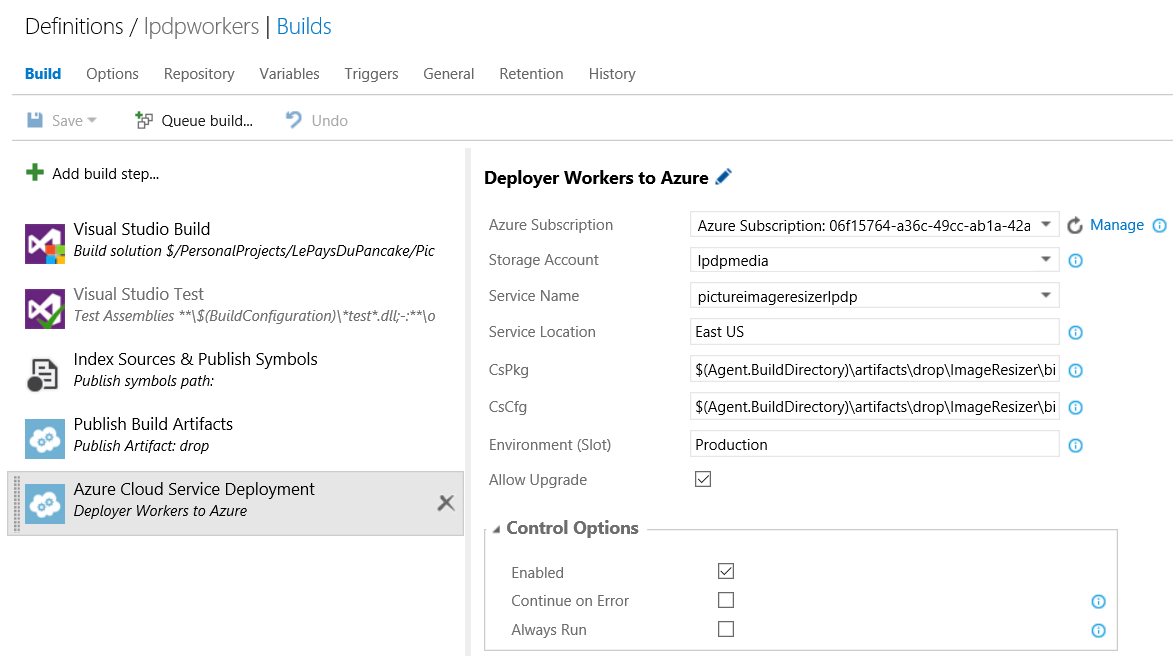 Definitions / lpdpworkers | Builds
Build Options Repository Variables Triggers General Retention History
Save Queue build... Undo
Add build step...
Visual Studio Build
Build solution $/PersonalProjects/LePaysDuPancake/Pic
Visual Studio Test
Test Assemblies **\$(BuildConfiguration)\*test*.dll;-:**\o
Index Sources & Publish Symbols
Publish symbols path:
Publish Build Artifacts
Publish Artifact: drop
Azure Cloud Service Deployment
Deployer Workers to Azure
Deployer Workers to Azure
Azure Subscription Azure Subscription: 06f15764-a36c-49cc-ab1a-42a Manage
Storage Account lpdpmedia
Service Name pictureimageresizerlpdp
Service Location East US
CsPkg $(Agent.BuildDirectory)\artifacts\drop\ImageResizer\bi
CsCfg $(Agent.BuildDirectory)\artifacts\drop\ImageResizer\bi
Environment (Slot) Production
Allow Upgrade
Control Options
Enabled
Continue on Error
Always Run